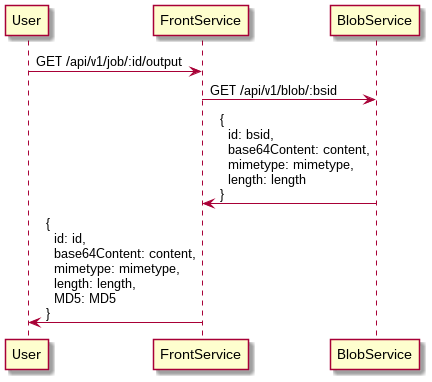 User FrontService BlobService
GET /api/v1/job/:id/output
GET /api/v1/blob/:bsid
{
id: bsid,
base64Content: content,
mimetype: mimetype,
length: length
}
{
id: id,
base64Content: content,
mimetype: mimetype,
length: length,
MD5: MD5
}
User FrontService BlobService